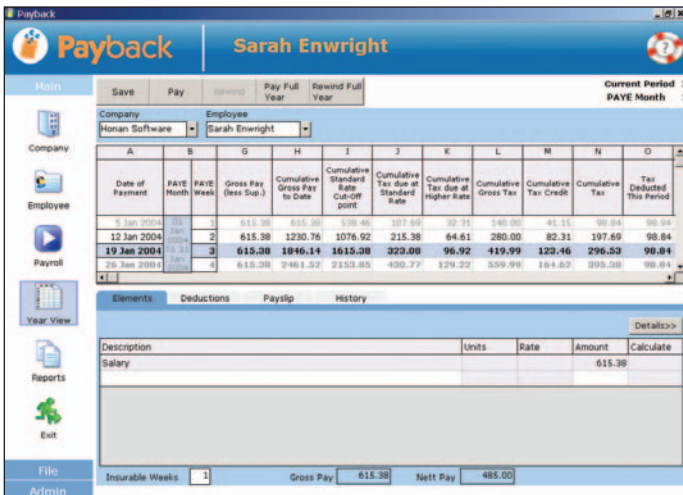 Payback
Payback
Sarah Enwright
Main
Save Pay Rewind Pay Full Year Rewind Full Year
Current Period
PAYE Month
Company Employee
Honan Software Sarah Enwright
Company
A B G H I J K L M N O
Date of Payment PAYE Month PAYE Week Gross Pay (less Sup.) Cumulative Gross Pay to Date Cumulative Standard Rate Cut-Off point Cumulative Tax due at Standard Rate Cumulative Tax due at Higher Rate Cumulative Gross Tax Cumulative Tax Credit Cumulative Tax Tax Deducted This Period
5 Jan 2004 01 Jan 2004 To 31 Jan 2004 1 615.38 615.38 538.46 107.69 32.31 140.00 41.15 98.84 98.84
12 Jan 2004 2 615.38 1230.76 1076.92 215.38 64.61 280.00 82.31 197.69 98.84
19 Jan 2004 3 615.38 1846.14 1615.38 323.08 96.92 419.99 123.46 296.53 98.84
26 Jan 2004 4 615.38 2461.52 2153.85 430.77 129.22 559.99 164.62 395.38 98.84
Employee
Payroll
Year View
Elements Deductions Payslip History
Details>>
Description Units Rate Amount Calculate
Salary 615.38
Reports
Exit
File
Admin
Insurable Weeks 1 Gross Pay 615.38 Nett Pay 485.00